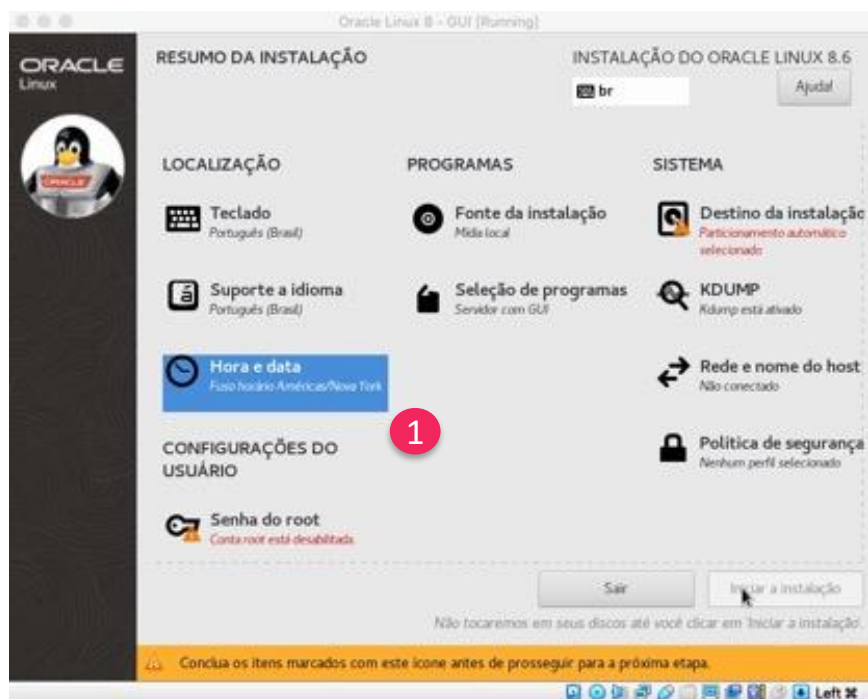 Oracle Linux 8 - GUI [Running]
ORACLE
Linux
RESUMO DA INSTALAÇÃO
INSTALAÇÃO DO ORACLE LINUX 8.6
br
Ajuda!
ORACLE
LOCALIZAÇÃO
Teclado
Português (Brasil)
Suporte a idioma
Português (Brasil)
Hora e data
Fuso horário Américas/Nova York
CONFIGURAÇÕES DO
USUÁRIO
Senha do root
Conta root está desabilitada.
PROGRAMAS
Fonte da instalação
Mídia local
Seleção de programas
Servidor com GUI
SISTEMA
Destino da instalação
Particionamento automático
selecionado
KDUMP
Kdump está ativado
Rede e nome do host
Não conectado
Política de segurança
Nenhum perfil selecionado
1
Sair
Iniciar a instalação
Não tocaremos em seus discos até você clicar em 'Iniciar a instalação'.
Conclua os itens marcados com este ícone antes de prosseguir para a próxima etapa.
Left ⌘